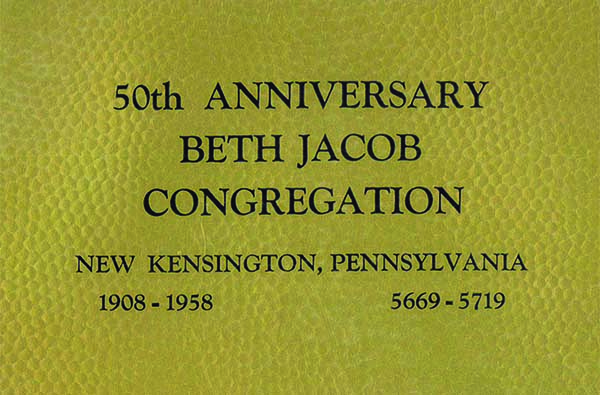 50th ANNIVERSARY
BETH JACOB
CONGREGATION
NEW KENSINGTON, PENNSYLVANIA
1908 - 1958 5669 - 5719